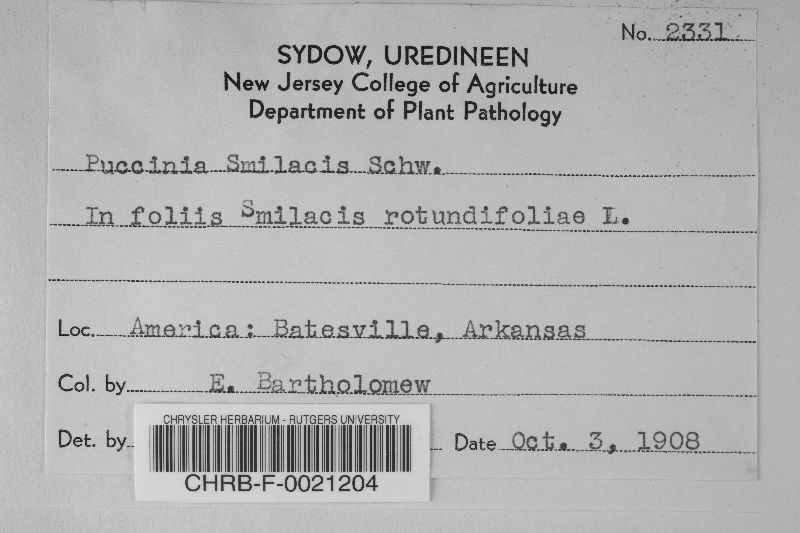 No. 2331
SYDOW, UREDINEEN
New Jersey College of Agriculture
Department of Plant Pathology
Puccinia Smilacis Schw.
In foliis Smilacis rotundifoliae L.
Loc. America: Batesville, Arkansas
Col. by E. Bartholomew
Det. by Date Oct. 3, 1908
CHRYSLER HERBARIUM - RUTGERS UNIVERSITY
CHRB-F-0021204